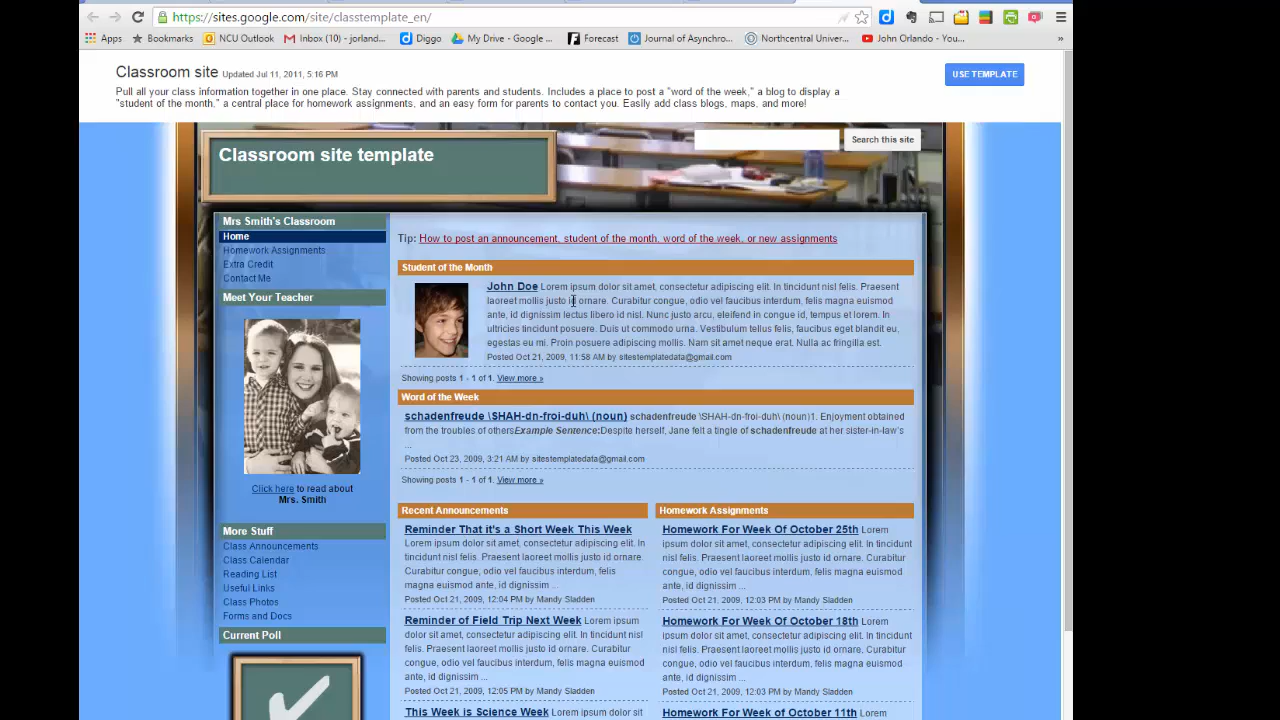 https://sites.google.com/site/classtemplate_en/
Apps Bookmarks NCU Outlook Inbox (10) - jorland... Diggo My Drive - Google ... Forecast Journal of Asynchro... Northcentral Univer... John Orlando - You... »
Classroom site Updated Jul 11, 2011, 5:16 PM
USE TEMPLATE
Pull all your class information together in one place. Stay connected with parents and students. Includes a place to post a "word of the week," a blog to display a
"student of the month," a central place for homework assignments, and an easy form for parents to contact you. Easily add class blogs, maps, and more!
Classroom site template
Search this site
Mrs Smith's Classroom
Home
Homework Assignments
Extra Credit
Contact Me
Meet Your Teacher
Click here to read about
Mrs. Smith
More Stuff
Class Announcements
Class Calendar
Reading List
Useful Links
Class Photos
Forms and Docs
Current Poll
Tip: How to post an announcement, student of the month, word of the week, or new assignments
Student of the Month
John Doe Lorem ipsum dolor sit amet, consectetur adipiscing elit. In tincidunt nisl felis. Praesent
laoreet mollis justo id ornare. Curabitur congue, odio vel faucibus interdum, felis magna euismod
ante, id dignissim lectus libero id nisl. Nunc justo arcu, eleifend in congue id, tempus et lorem. In
ultricies tincidunt posuere. Duis ut commodo urna. Vestibulum tellus felis, faucibus eget blandit eu,
egestas eu mi. Proin posuere adipiscing mollis. Nam sit amet neque erat. Nulla ac fringilla est.
Posted Oct 21, 2009, 11:58 AM by sitestemplatedata@gmail.com
Showing posts 1 - 1 of 1. View more »
Word of the Week
schadenfreude \SHAH-dn-froi-duh\ (noun) schadenfreude \SHAH-dn-froi-duh\ (noun)1. Enjoyment obtained
from the troubles of othersExample Sentence:Despite herself, Jane felt a tingle of schadenfreude at her sister-in-law's
...
Posted Oct 23, 2009, 3:21 AM by sitestemplatedata@gmail.com
Showing posts 1 - 1 of 1. View more »
Recent Announcements
Reminder That it's a Short Week This Week
Lorem ipsum dolor sit amet, consectetur adipiscing elit. In
tincidunt nisl felis. Praesent laoreet mollis justo id ornare.
Curabitur congue, odio vel faucibus interdum, felis
magna euismod ante, id dignissim ...
Posted Oct 21, 2009, 12:04 PM by Mandy Sladden
Reminder of Field Trip Next Week Lorem ipsum
dolor sit amet, consectetur adipiscing elit. In tincidunt nisl
felis. Praesent laoreet mollis justo id ornare. Curabitur
congue, odio vel faucibus interdum, felis magna euismod
ante, id dignissim ...
Posted Oct 21, 2009, 12:05 PM by Mandy Sladden
This Week is Science Week Lorem ipsum dolor sit
Homework Assignments
Homework For Week Of October 25th Lorem
ipsum dolor sit amet, consectetur adipiscing elit. In
tincidunt nisl felis. Praesent laoreet mollis justo id ornare.
Curabitur congue, odio vel faucibus interdum, felis
magna euismod ante, id dignissim ...
Posted Oct 21, 2009, 12:03 PM by Mandy Sladden
Homework For Week Of October 18th Lorem
ipsum dolor sit amet, consectetur adipiscing elit. In
tincidunt nisl felis. Praesent laoreet mollis justo id ornare.
Curabitur congue, odio vel faucibus interdum, felis
magna euismod ante, id dignissim ...
Posted Oct 21, 2009, 12:03 PM by Mandy Sladden
Homework For Week of October 11th Lorem